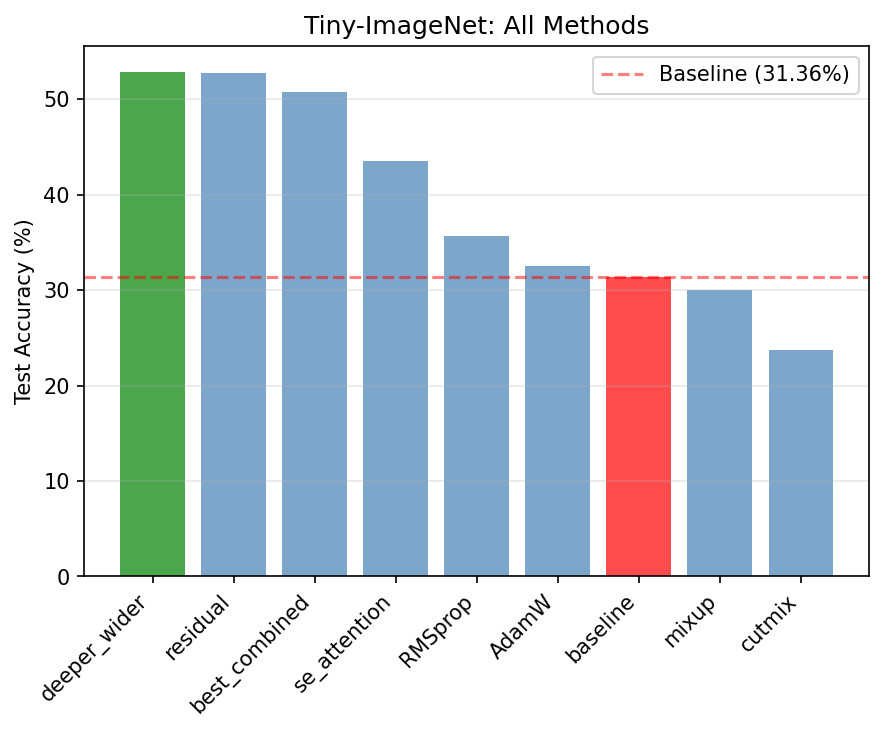 Tiny-ImageNet: All Methods
Baseline (31.36%)
Test Accuracy (%)
50
40
30
20
10
0
deeper_wider
residual
best_combined
se_attention
RMSprop
AdamW
baseline
mixup
cutmix